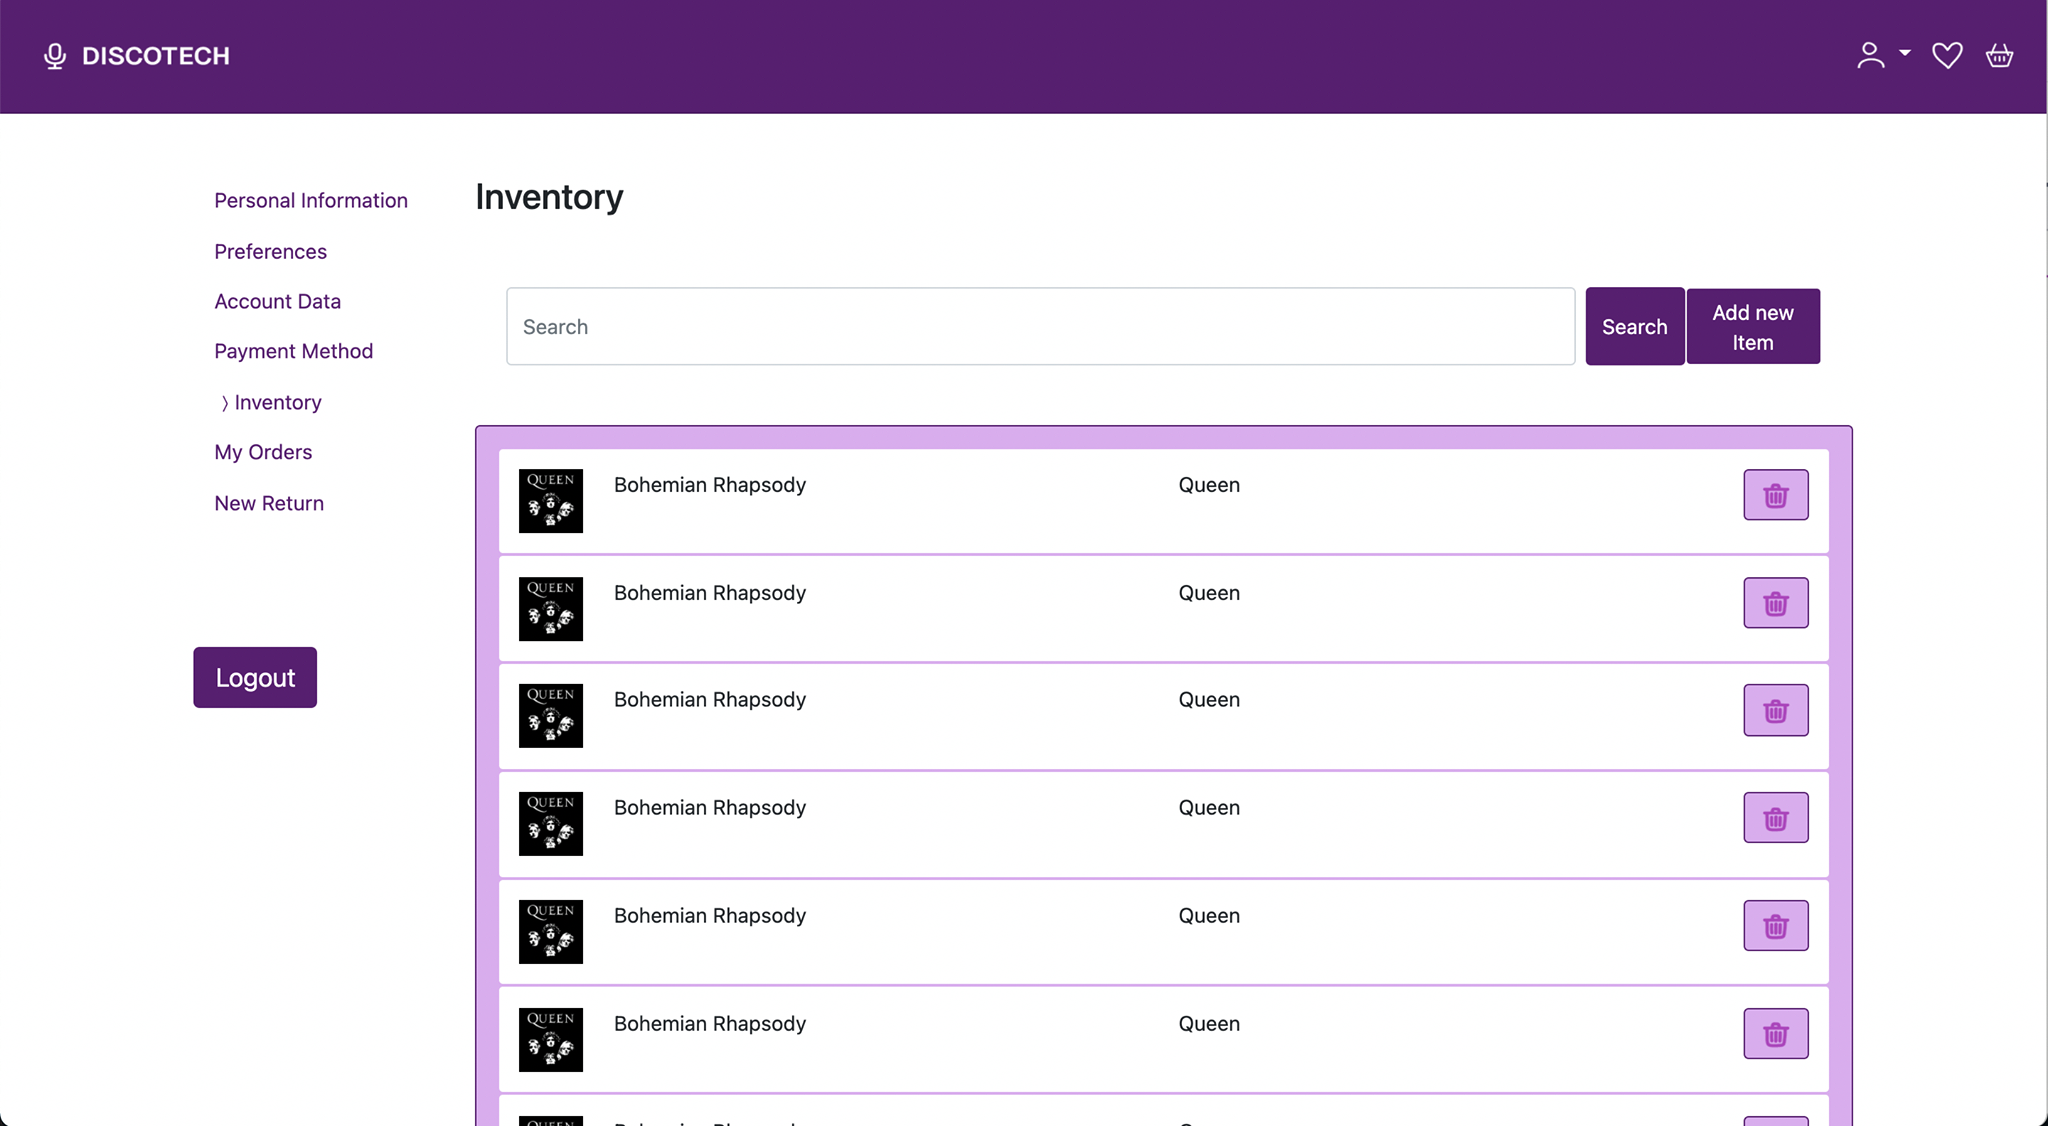 DISCOTECH
Personal Information
Preferences
Account Data
Payment Method
〉Inventory
My Orders
New Return
Logout
Inventory
Search
Search
Add new
Item
QUEEN
Bohemian Rhapsody Queen
QUEEN
Bohemian Rhapsody Queen
QUEEN
Bohemian Rhapsody Queen
QUEEN
Bohemian Rhapsody Queen
QUEEN
Bohemian Rhapsody Queen
QUEEN
Bohemian Rhapsody Queen
QUEEN